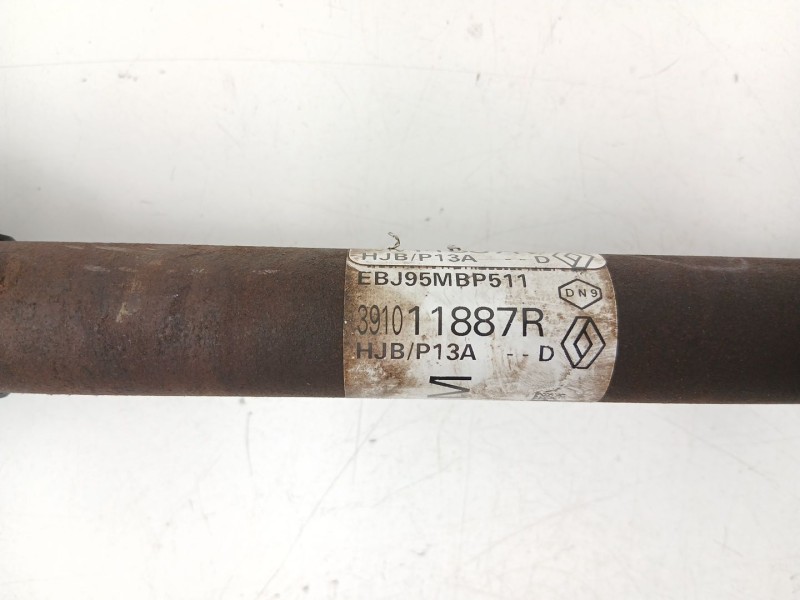 HJB/P13A --D
EBJ95MBP511
DN9
391011887R
HJB/P13A --D
M